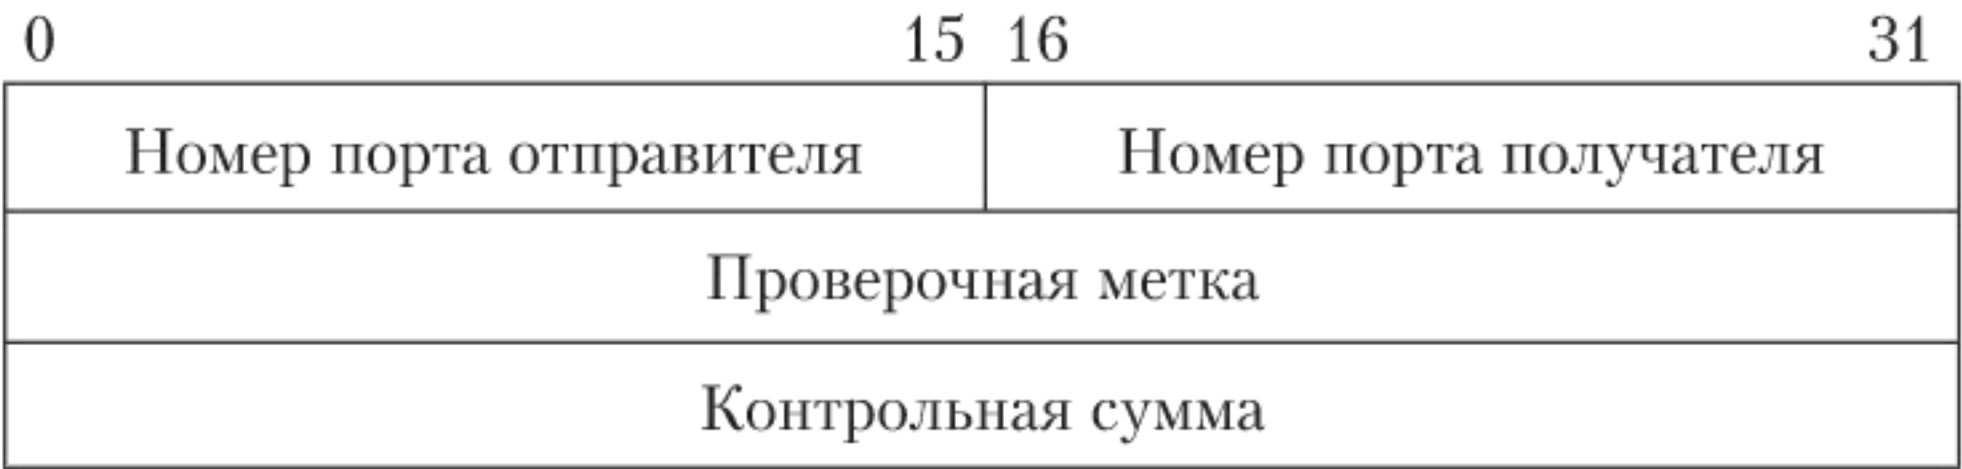 0 15 16 31
Номер порта отправителя Номер порта получателя
Проверочная метка
Контрольная сумма